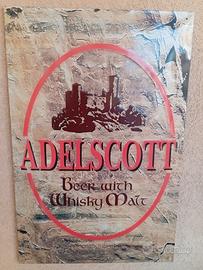 ADELSCOTT
Beer with
Whisky Malt